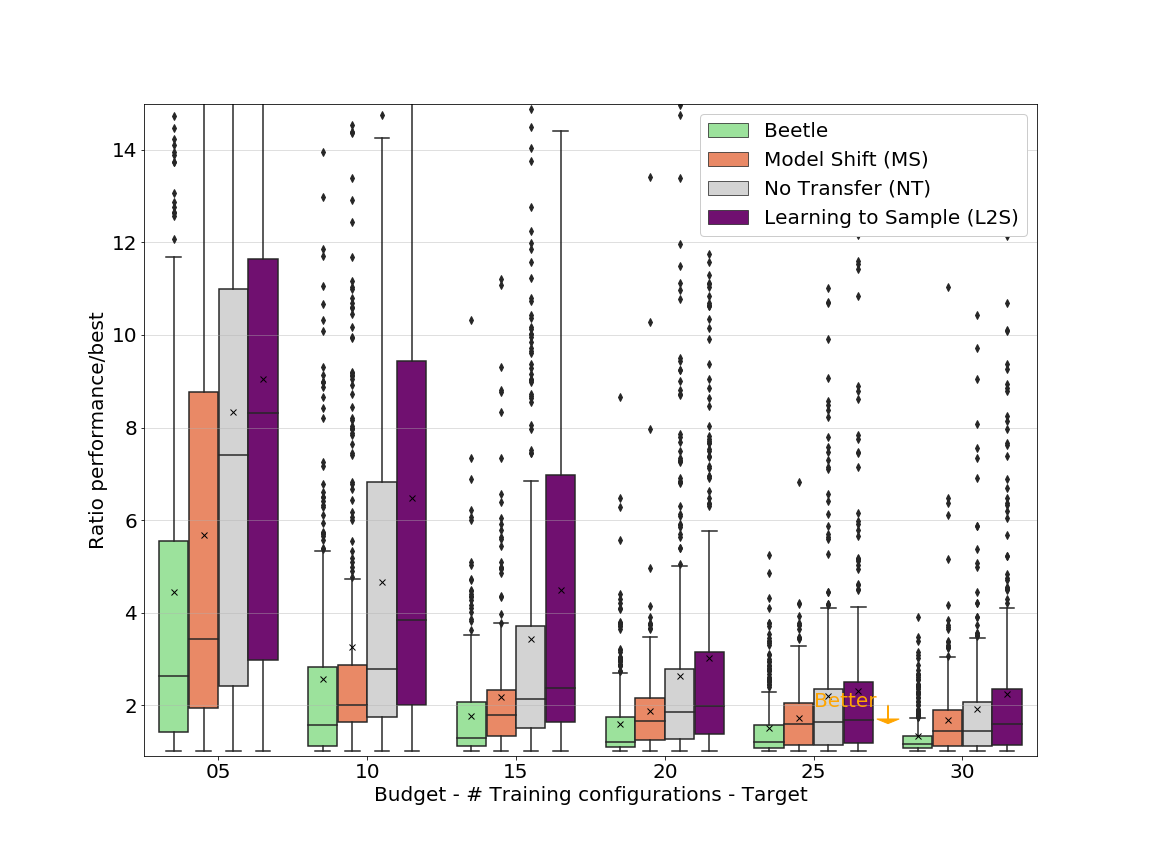 Beetle
Model Shift (MS)
No Transfer (NT)
Learning to Sample (L2S)
Ratio performance/best
14
12
10
8
6
4
2
Better
05 10 15 20 25 30
Budget - # Training configurations - Target